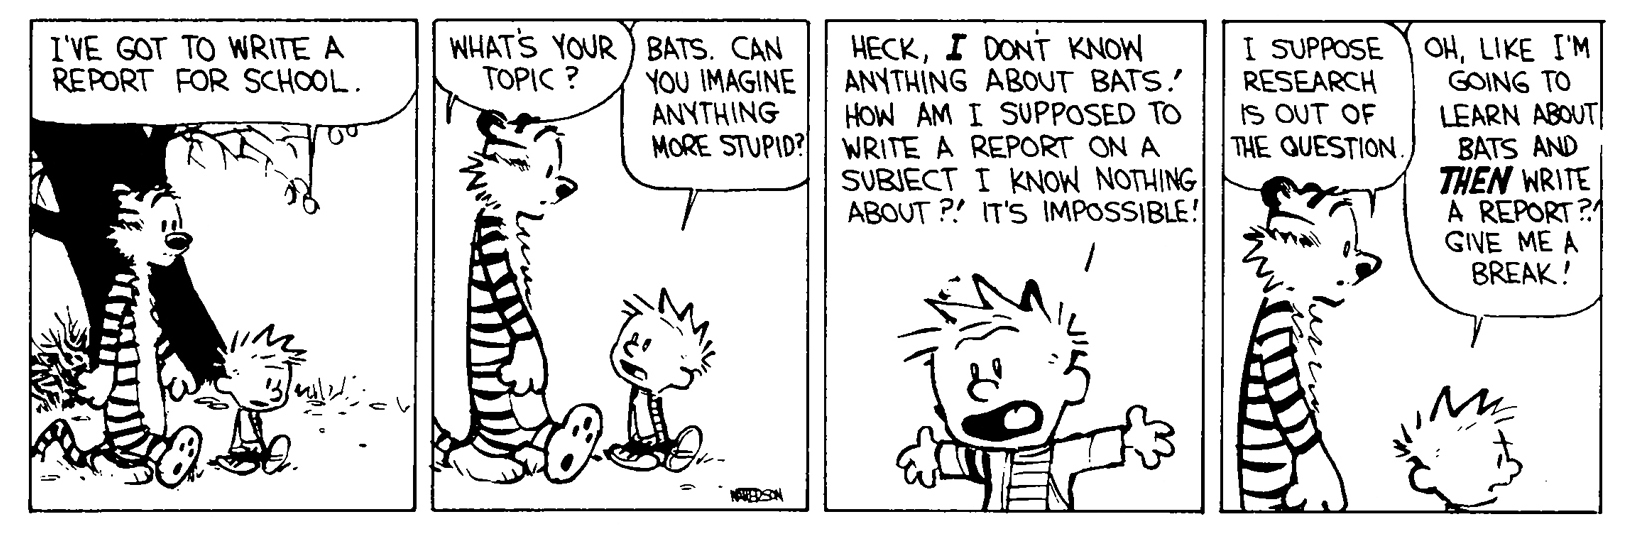 I'VE GOT TO WRITE A
REPORT FOR SCHOOL.
WHAT'S YOUR
TOPIC?
BATS. CAN
YOU IMAGINE
ANYTHING
MORE STUPID?
WATTERSON
HECK, I DON'T KNOW
ANYTHING ABOUT BATS!
HOW AM I SUPPOSED TO
WRITE A REPORT ON A
SUBJECT I KNOW NOTHING
ABOUT?! IT'S IMPOSSIBLE!
I SUPPOSE
RESEARCH
IS OUT OF
THE QUESTION.
OH, LIKE I'M
GOING TO
LEARN ABOUT
BATS AND
THEN WRITE
A REPORT?!
GIVE ME A
BREAK!